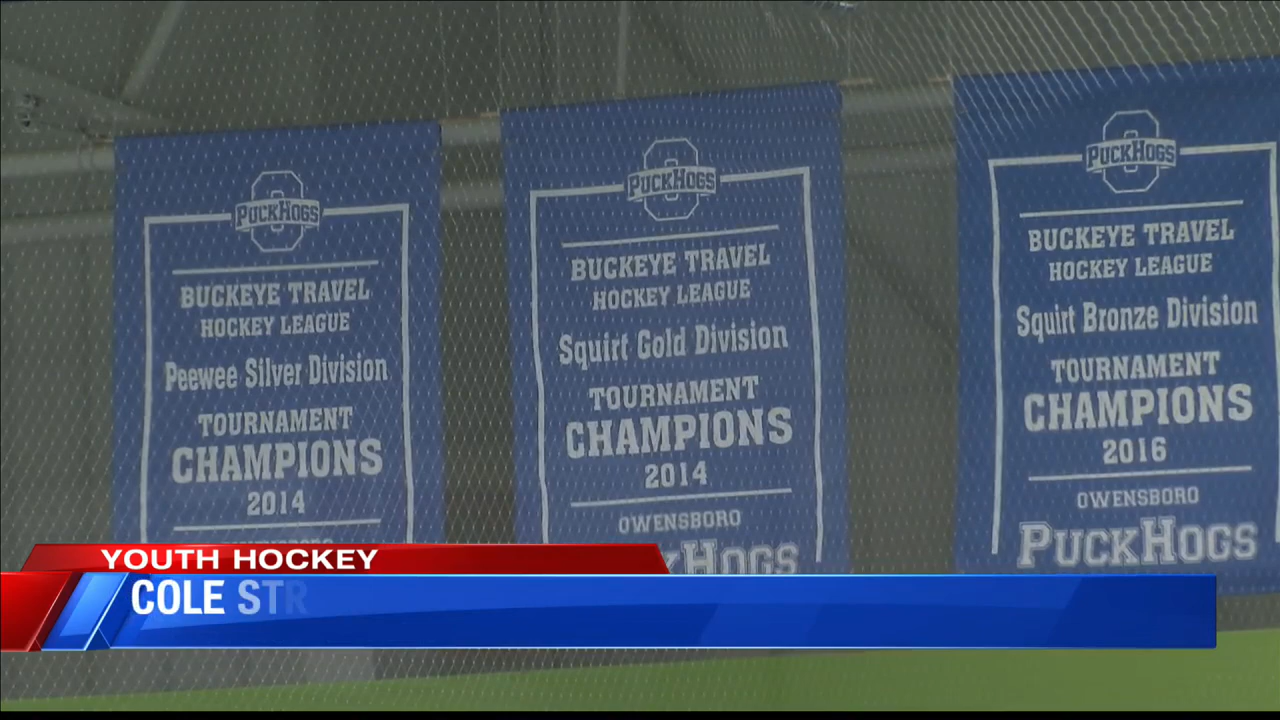 PUCKHOGS
BUCKEYE TRAVEL
HOCKEY LEAGUE
Peewee Silver Division
TOURNAMENT
CHAMPIONS
2014
PUCKHOGS
BUCKEYE TRAVEL
HOCKEY LEAGUE
Squirt Gold Division
TOURNAMENT
CHAMPIONS
2014
OWENSBORO
PUCKHOGS
PUCKHOGS
BUCKEYE TRAVEL
HOCKEY LEAGUE
Squirt Bronze Division
TOURNAMENT
CHAMPIONS
2016
OWENSBORO
PUCKHOGS
YOUTH HOCKEY
COLE STR